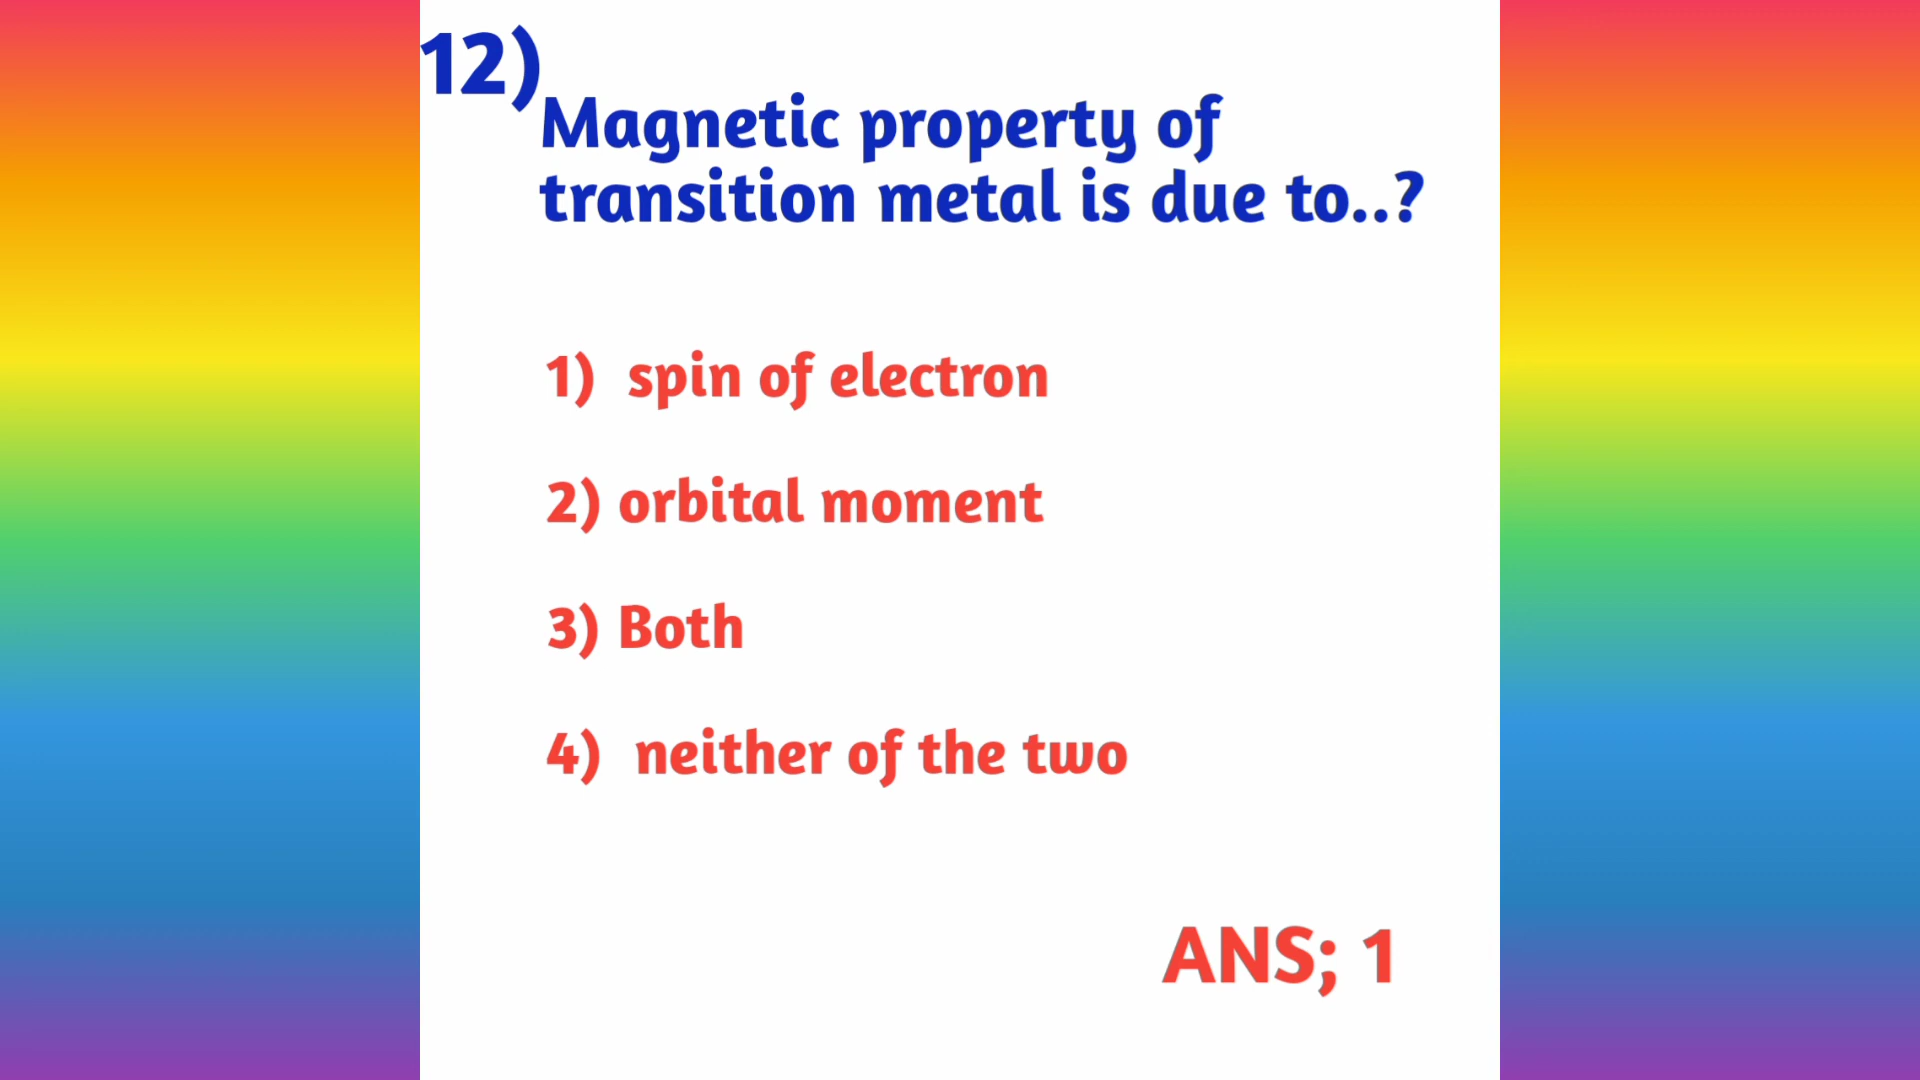 12)
Magnetic property of
transition metal is due to..?
1) spin of electron
2) orbital moment
3) Both
4) neither of the two
ANS; 1